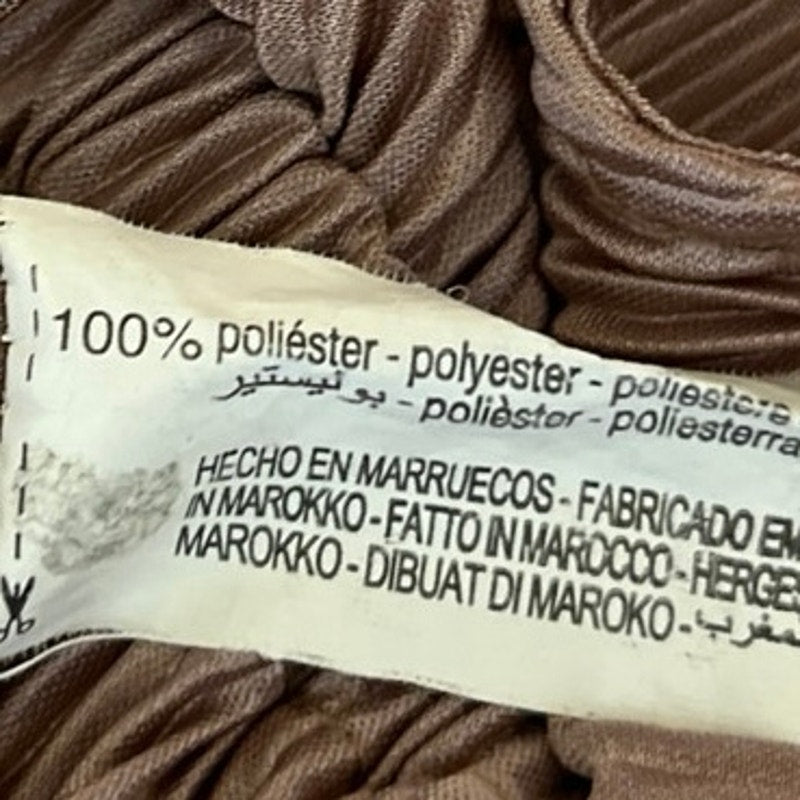 100% poliéster - polyester - poliestere
بوليستير - polièster - poliesterra
HECHO EN MARRUECOS - FABRICADO EM
IN MAROKKO - FATTO IN MAROCCO - HERGES
MAROKKO - DIBUAT DI MAROKO -